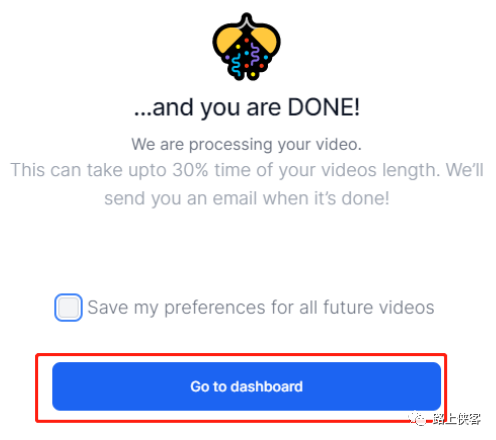 ...and you are DONE!
We are processing your video.
This can take upto 30% time of your videos length. We'll
send you an email when it's done!
Save my preferences for all future videos
Go to dashboard
路上侠客